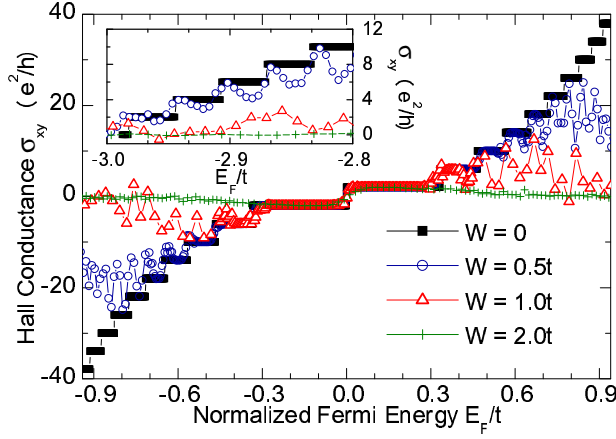 40
20
0
-20
-40
Hall Conductance σxy ( e²/h)
12
8
4
0
σxy ( e²/h)
-3.0 -2.9 -2.8
EF/t
W = 0
W = 0.5t
W = 1.0t
W = 2.0t
-0.9 -0.6 -0.3 0.0 0.3 0.6 0.9
Normalized Fermi Energy EF/t